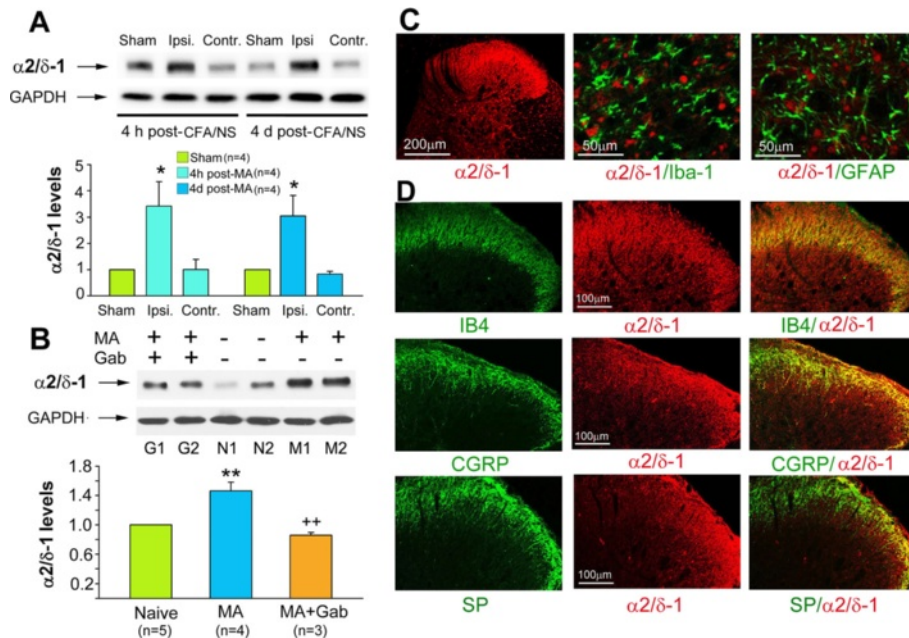 A
Sham Ipsi. Contr. Sham Ipsi Contr.
α2/δ-1
GAPDH
4 h post-CFA/NS 4 d post-CFA/NS
Sham (n=4)
4h post-MA (n=4)
4d post-MA (n=4)
* *
α2/δ-1 levels
5
4
3
2
1
0
Sham Ipsi. Contr. Sham Ipsi. Contr.
B
MA + + - - + +
Gab + + - - - -
α2/δ-1
GAPDH
G1 G2 N1 N2 M1 M2
α2/δ-1 levels
1.8
1.4
1.0
0.6
0.2
**
++
Naive MA MA+Gab
(n=5) (n=4) (n=3)
C
200μm 50μm 50μm
α2/δ-1 α2/δ-1/Iba-1 α2/δ-1/GFAP
D
100μm
IB4 α2/δ-1 IB4/α2/δ-1
100μm
CGRP α2/δ-1 CGRP/α2/δ-1
100μm
SP α2/δ-1 SP/α2/δ-1